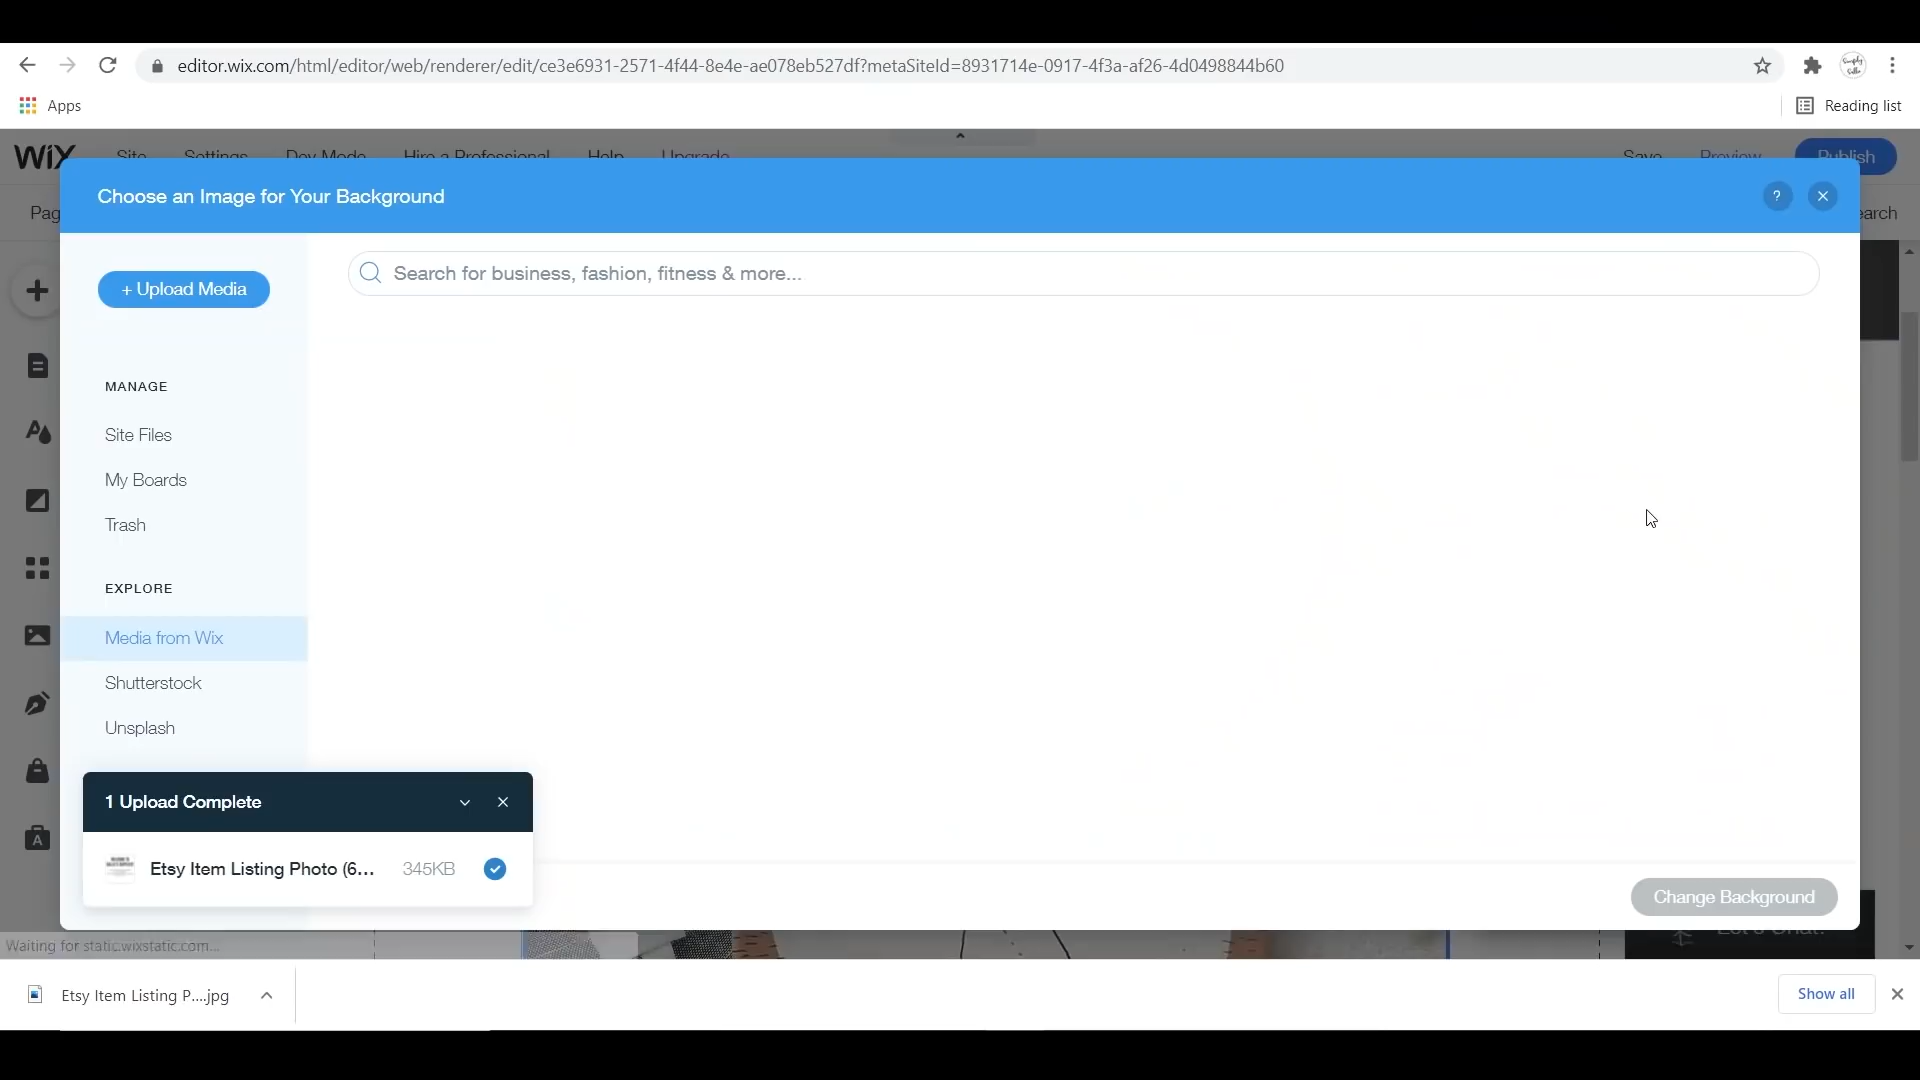 editor.wix.com/html/editor/web/renderer/edit/ce3e6931-2571-4f44-8e4e-ae078eb527df?metaSiteId=8931714e-0917-4f3a-af26-4d0498844b60
Apps
Reading list
WiX Site Settings Dev Mode Hire a Professional Help Upgrade Save Preview Publish
Choose an Image for Your Background
?
Pag
earch
+ Upload Media
Search for business, fashion, fitness & more...
MANAGE
Site Files
My Boards
Trash
EXPLORE
Media from Wix
Shutterstock
Unsplash
1 Upload Complete
Etsy Item Listing Photo (6... 345KB
Change Background
Let's Chat!
Waiting for static.wixstatic.com...
Etsy Item Listing P....jpg
Show all